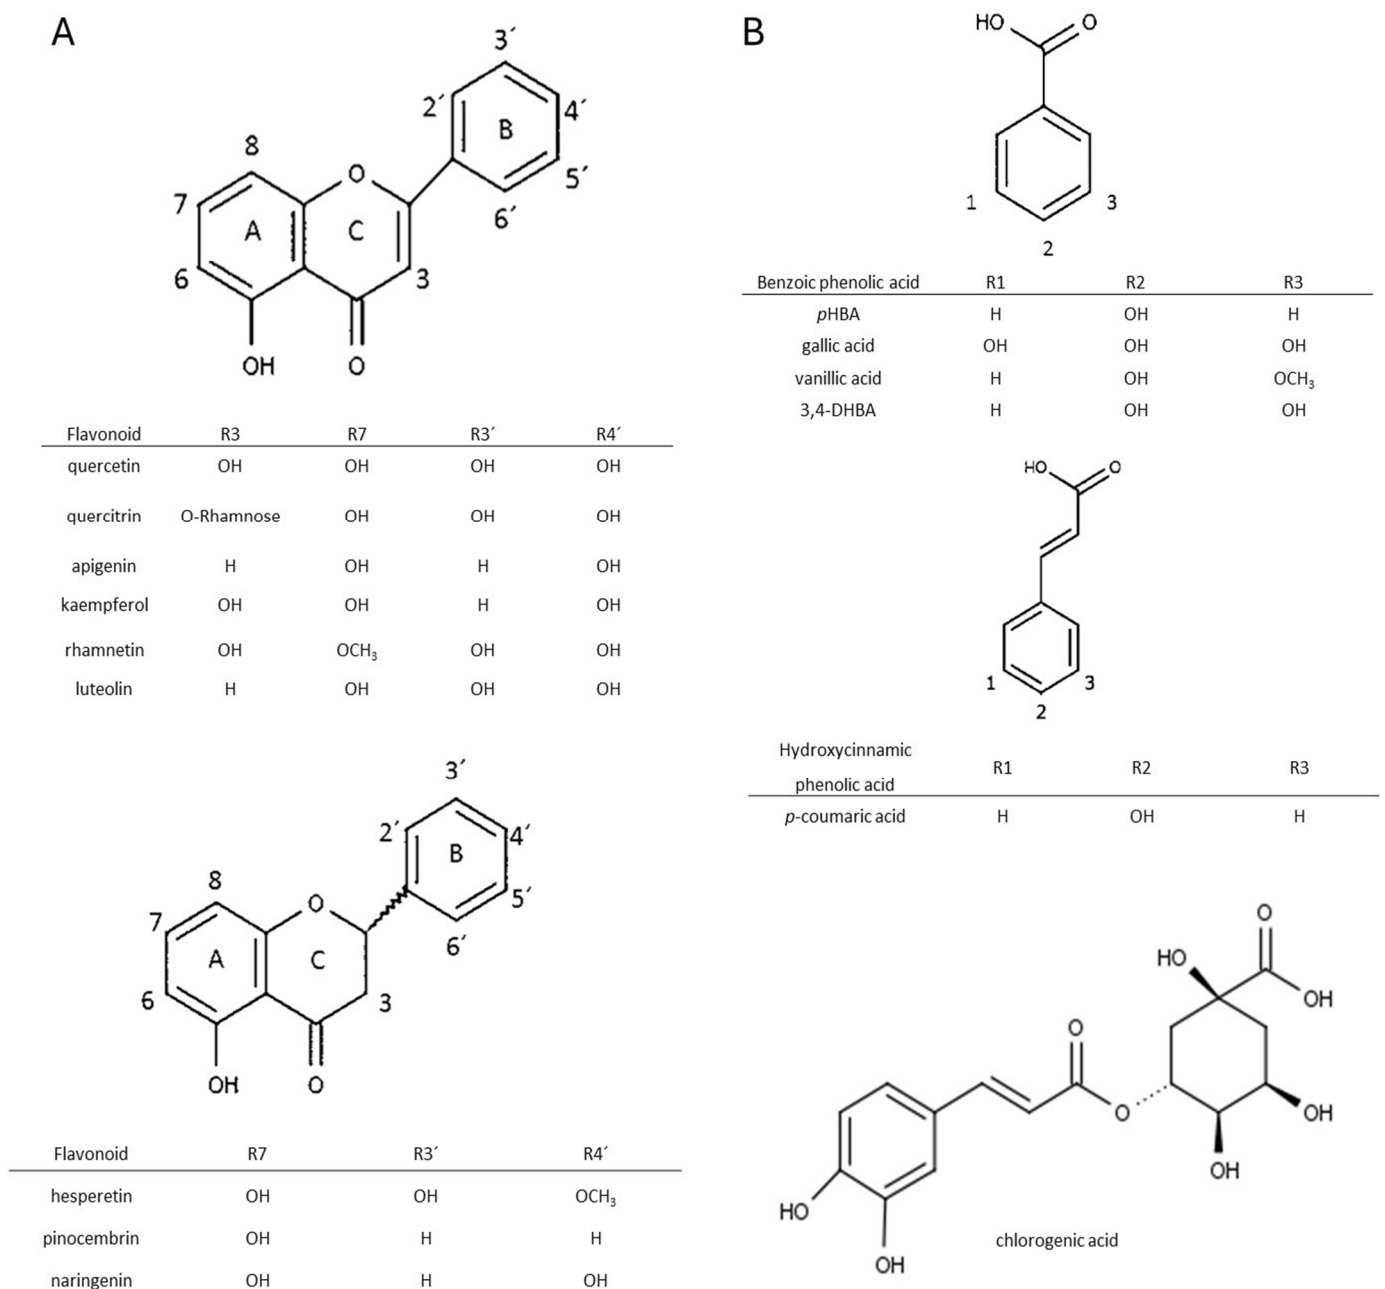 A
3´
2´
4´
B
8
5´
O
7
6´
A
C
6
3
OH
O
Flavonoid R3 R7 R3´ R4´
quercetin OH OH OH OH
quercitrin O-Rhamnose OH OH OH
apigenin H OH H OH
kaempferol OH OH H OH
rhamnetin OH OCH3 OH OH
luteolin H OH OH OH
3´
2´
4´
B
8
5´
O
7
6´
A
C
6
3
OH
O
Flavonoid R7 R3´ R4´
hesperetin OH OH OCH3
pinocembrin OH H H
naringenin OH H OH
B
HO
O
1
3
2
Benzoic phenolic acid R1 R2 R3
pHBA H OH H
gallic acid OH OH OH
vanillic acid H OH OCH3
3,4-DHBA H OH OH
HO
O
1
3
2
Hydroxycinnamic
phenolic acid R1 R2 R3
p-coumaric acid H OH H
O
HO
OH
O
O
OH
OH
HO
OH
chlorogenic acid